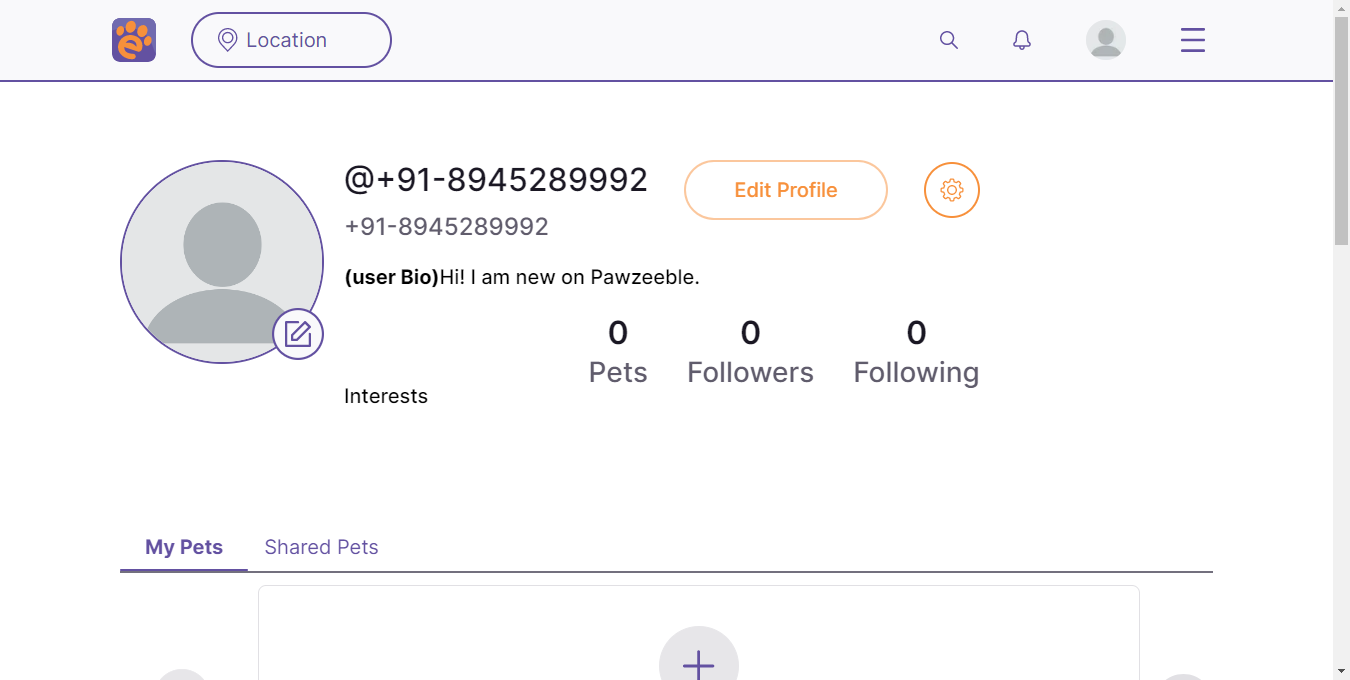 Location
@+91-8945289992
Edit Profile
+91-8945289992
(user Bio)Hi! I am new on Pawzeeble.
0 0 0
Pets Followers Following
Interests
My Pets Shared Pets